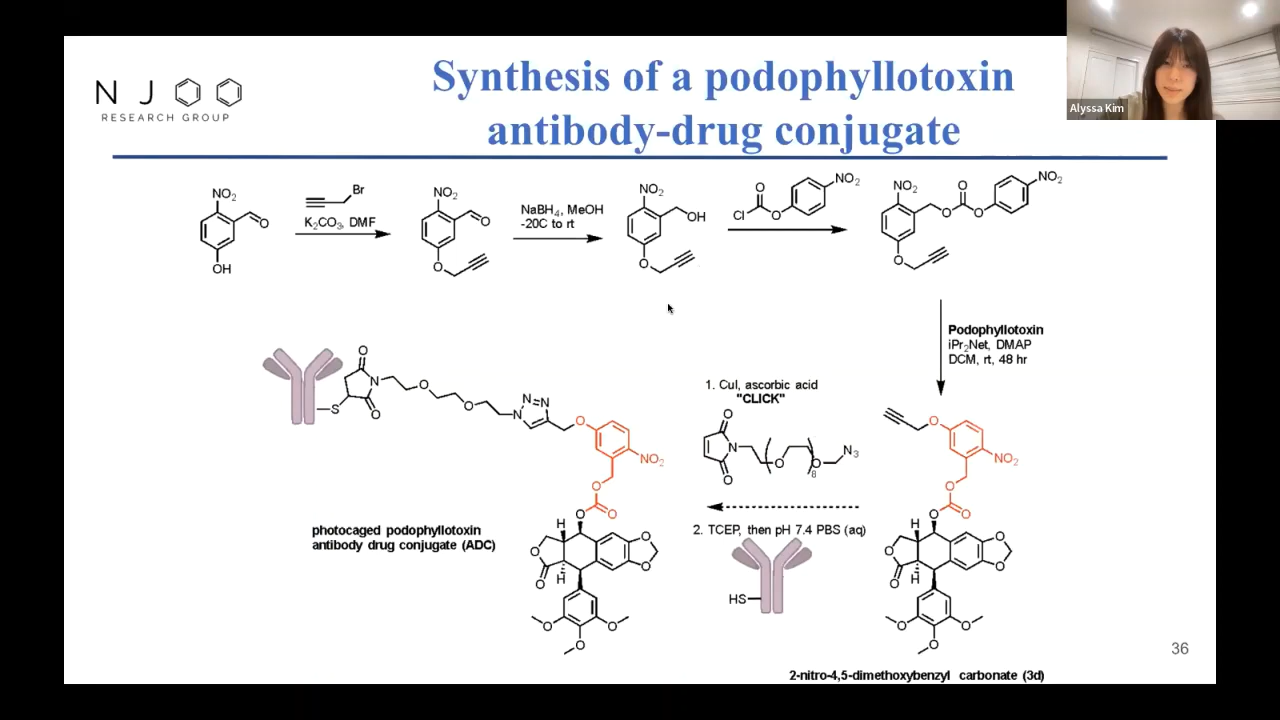 N J
RESEARCH GROUP
Synthesis of a podophyllotoxin
antibody-drug conjugate
Alyssa Kim
NO2
O
OH
Br
K2CO3, DMF
NO2
O
O
NaBH4, MeOH
-20C to rt
NO2
OH
O
O
Cl
O
NO2
NO2
O
O
O
NO2
O
Podophyllotoxin
iPr2Net, DMAP
DCM, rt, 48 hr
S
O
N
O
O
O
N
N
N
O
NO2
O
O
O
H
O
O
H
O
O
O
O
O
photocaged podophyllotoxin
antibody drug conjugate (ADC)
1. CuI, ascorbic acid
"CLICK"
O
N
O
O
8
O
N3
2. TCEP, then pH 7.4 PBS (aq)
HS
O
NO2
O
O
O
H
O
O
H
O
O
O
O
O
2-nitro-4,5-dimethoxybenzyl carbonate (3d)
36